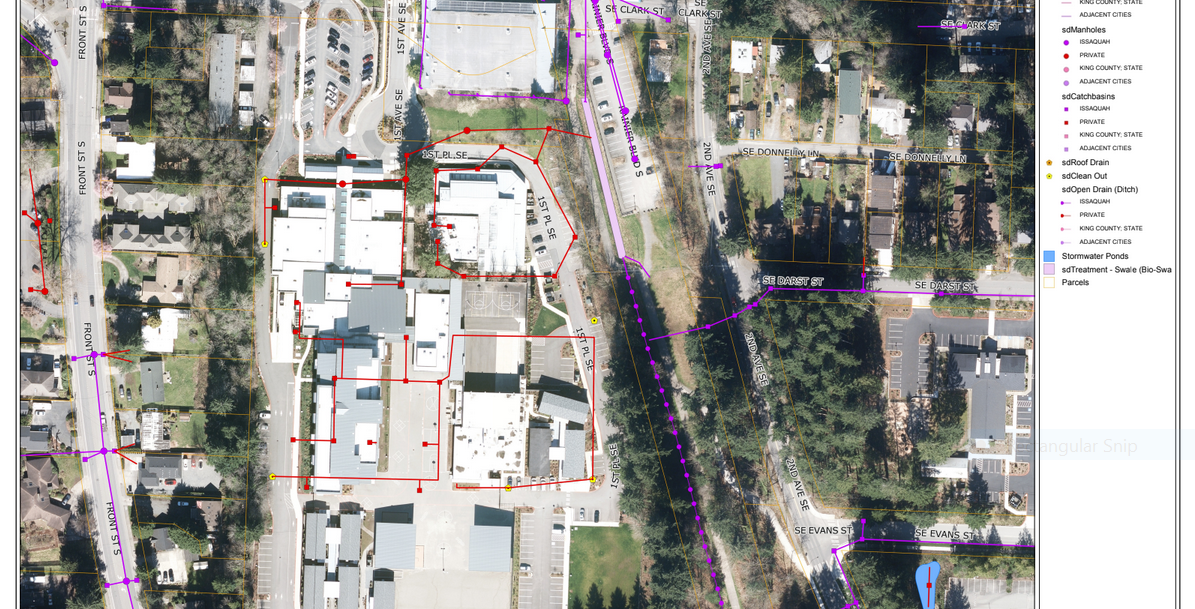 FRONT ST S
1ST AVE SE
RAINIER BLVD S
SE CLARK ST
SE
CLARK ST
2ND AVE SE
SE CLARK ST
FRONT ST S
1ST AVE SE
1ST PL SE
RAINIER BLVD S
2ND AVE SE
SE DONNELLY LN
SE DONNELLY LN
1ST PL SE
SE DARST ST
SE DARST ST
FRONT ST S
1ST PL SE
2ND AVE SE
1ST PL SE
2ND AVE SE
FRONT ST S
SE EVANS ST
SE EVANS ST
KING COUNTY; STATE
ADJACENT CITIES
sdManholes
ISSAQUAH
PRIVATE
KING COUNTY; STATE
ADJACENT CITIES
sdCatchbasins
ISSAQUAH
PRIVATE
KING COUNTY; STATE
ADJACENT CITIES
sdRoof Drain
sdClean Out
sdOpen Drain (Ditch)
ISSAQUAH
PRIVATE
KING COUNTY; STATE
ADJACENT CITIES
Stormwater Ponds
sdTreatment - Swale (Bio-Swa
Parcels
angular Snip